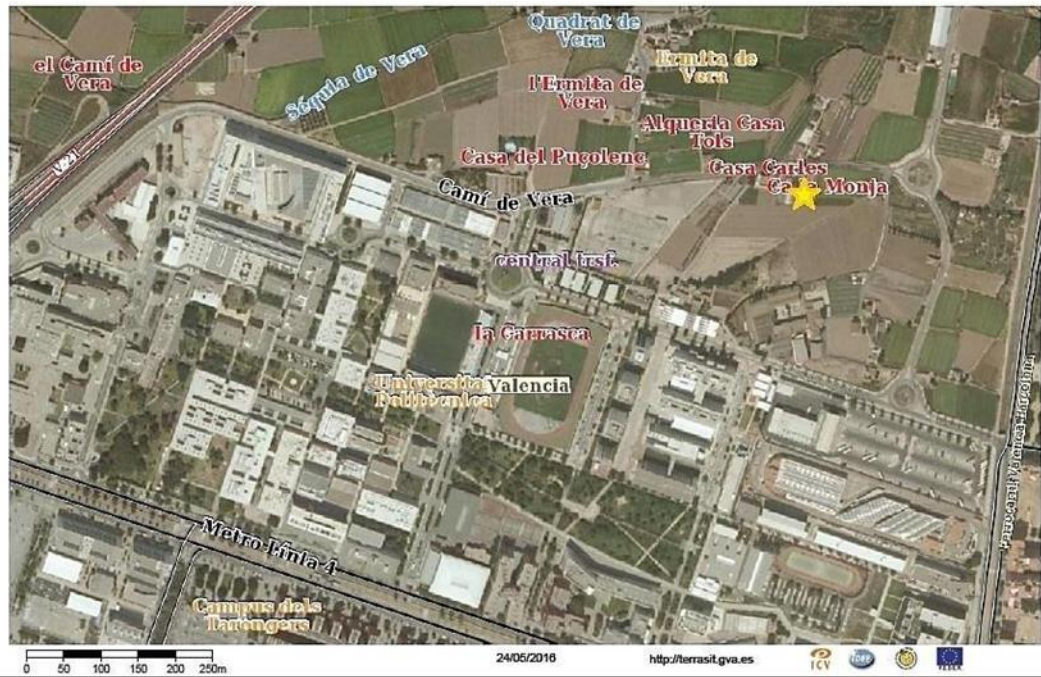 Quadrat de
Vera
el Camí de
Vera
Séquia de Vera
Ermita de
Vera
l'Ermita de
Vera
Alqueria Casa
Tols
V-21
Casa del Puçolenc
Casa Carles
Monja
Camí de Vera
central trsf.
la Carrasca
Universitat
Politècnica
Valencia
Metro Línia 4
Campus dels
Tarongers
0 50 100 150 200 250m
24/05/2016
http://terrasit.gva.es
ICV